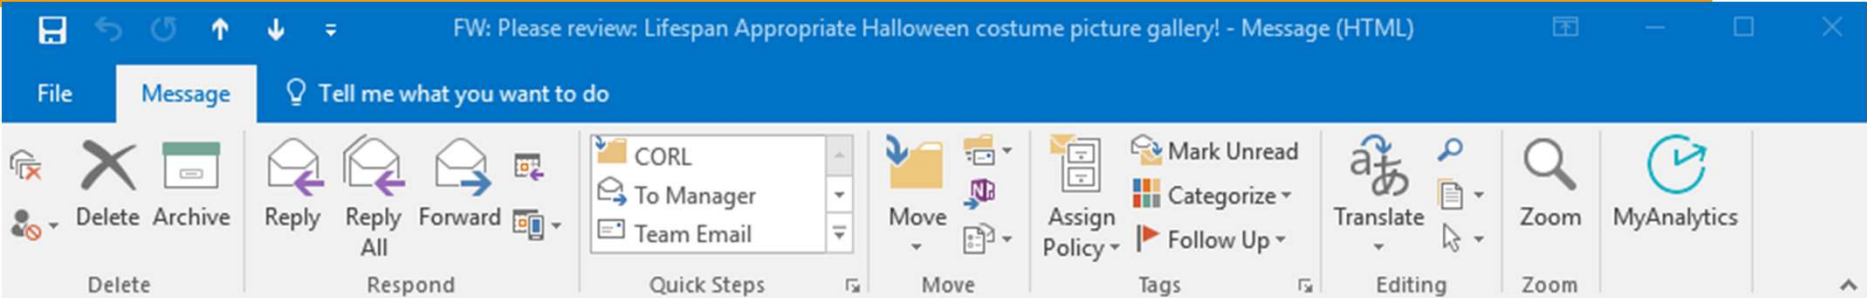 FW: Please review: Lifespan Appropriate Halloween costume picture gallery! - Message (HTML)
File Message Tell me what you want to do
CORL
To Manager
Team Email
Delete Archive Reply Reply All Forward Move Assign Policy Mark Unread
Categorize
Follow Up
Translate Zoom MyAnalytics
Delete Respond Quick Steps Move Tags Editing Zoom